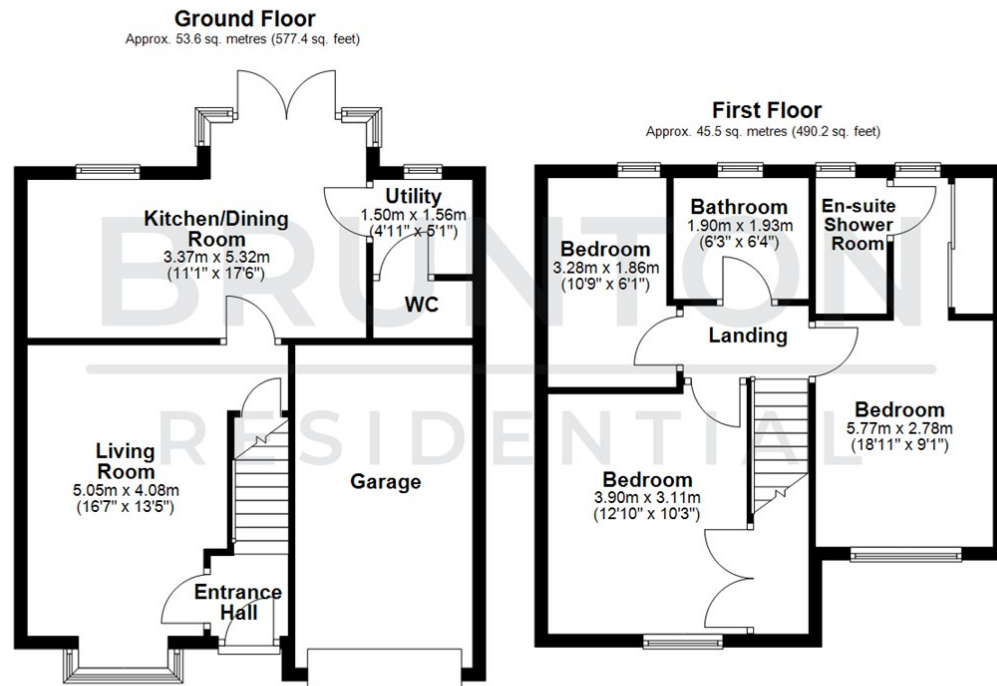 Ground Floor
Approx. 53.6 sq. metres (577.4 sq. feet)
Kitchen/Dining
Room
3.37m x 5.32m
(11'1" x 17'6")
Utility
1.50m x 1.56m
(4'11" x 5'1")
WC
Living
Room
5.05m x 4.08m
(16'7" x 13'5")
Garage
Entrance
Hall
First Floor
Approx. 45.5 sq. metres (490.2 sq. feet)
Bedroom
3.28m x 1.86m
(10'9" x 6'1")
Bathroom
1.90m x 1.93m
(6'3" x 6'4")
En-suite
Shower
Room
Landing
Bedroom
3.90m x 3.11m
(12'10" x 10'3")
Bedroom
5.77m x 2.78m
(18'11" x 9'1")
BRUNTON
RESIDENTIAL